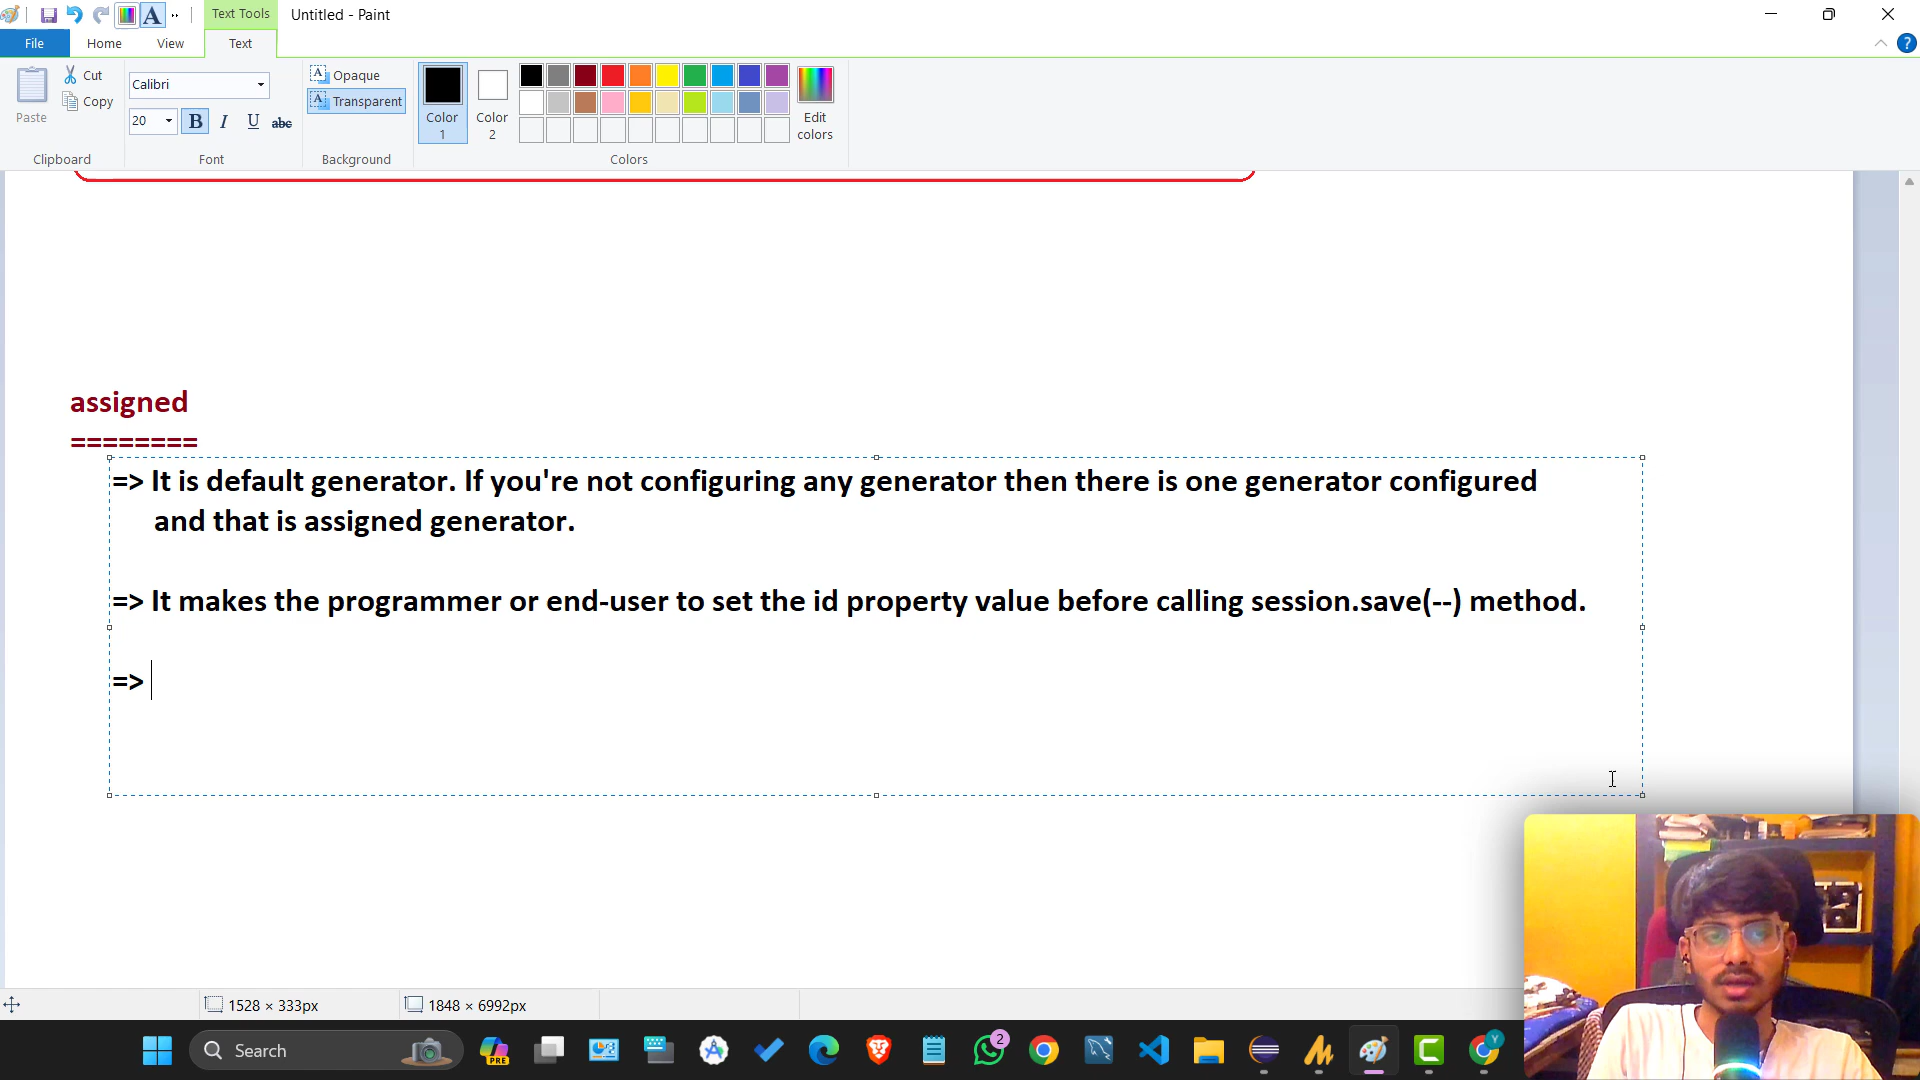 Text Tools
Untitled - Paint
File
Home
View
Text
Paste
Cut
Copy
Clipboard
Calibri
20
B
I
U
abc
Font
Opaque
Transparent
Background
Color
1
Color
2
Edit
colors
Colors
assigned
========
=> It is default generator. If you're not configuring any generator then there is one generator configured
and that is assigned generator.
=> It makes the programmer or end-user to set the id property value before calling session.save(--) method.
=>
1528 × 333px
1848 × 6992px
Search
PRE
2
Y